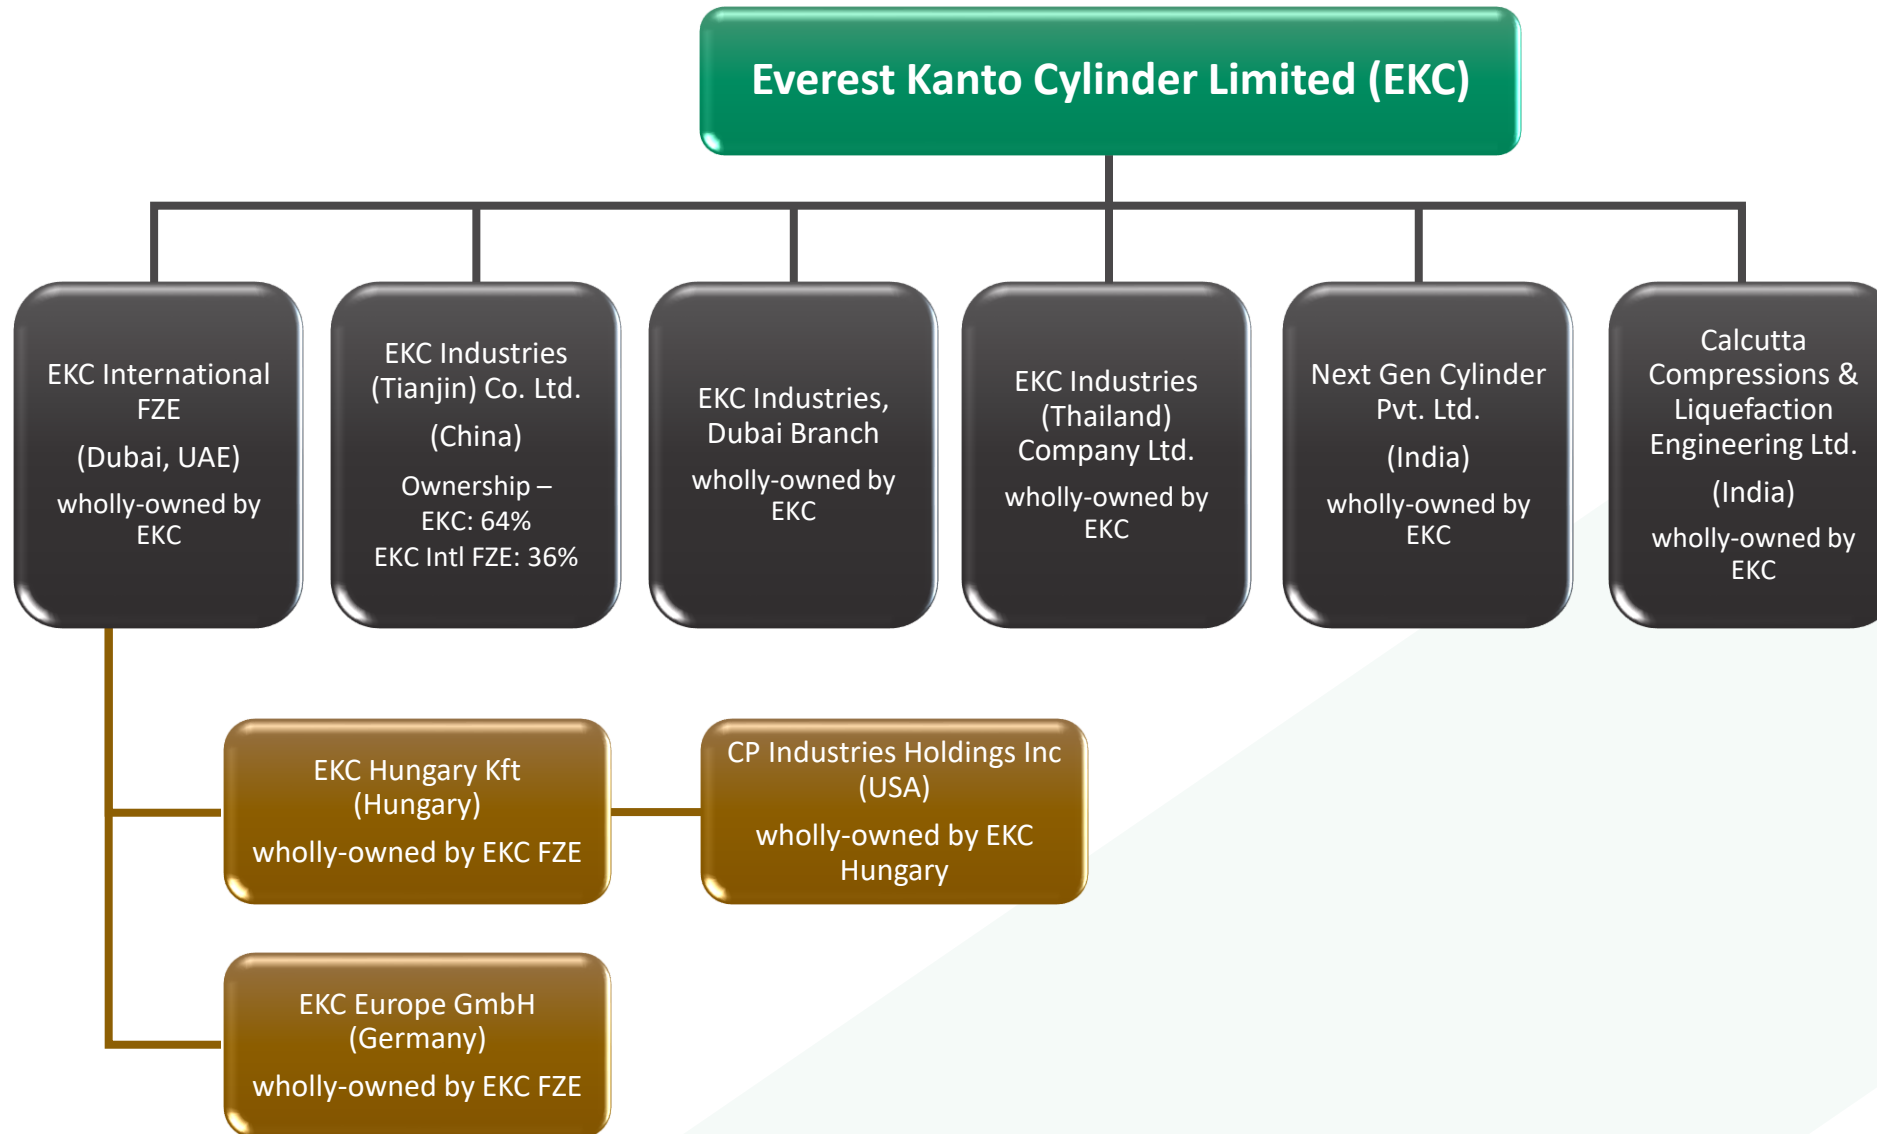 Everest Kanto Cylinder Limited (EKC)
EKC International
FZE
(Dubai, UAE)
wholly-owned by
EKC
EKC Industries
(Tianjin) Co. Ltd.
(China)
Ownership –
EKC: 64%
EKC Intl FZE: 36%
EKC Industries,
Dubai Branch
wholly-owned by
EKC
EKC Industries
(Thailand)
Company Ltd.
wholly-owned by
EKC
Next Gen Cylinder
Pvt. Ltd.
(India)
wholly-owned by
EKC
Calcutta
Compressions &
Liquefaction
Engineering Ltd.
(India)
wholly-owned by
EKC
EKC Hungary Kft
(Hungary)
wholly-owned by EKC FZE
CP Industries Holdings Inc
(USA)
wholly-owned by EKC
Hungary
EKC Europe GmbH
(Germany)
wholly-owned by EKC FZE